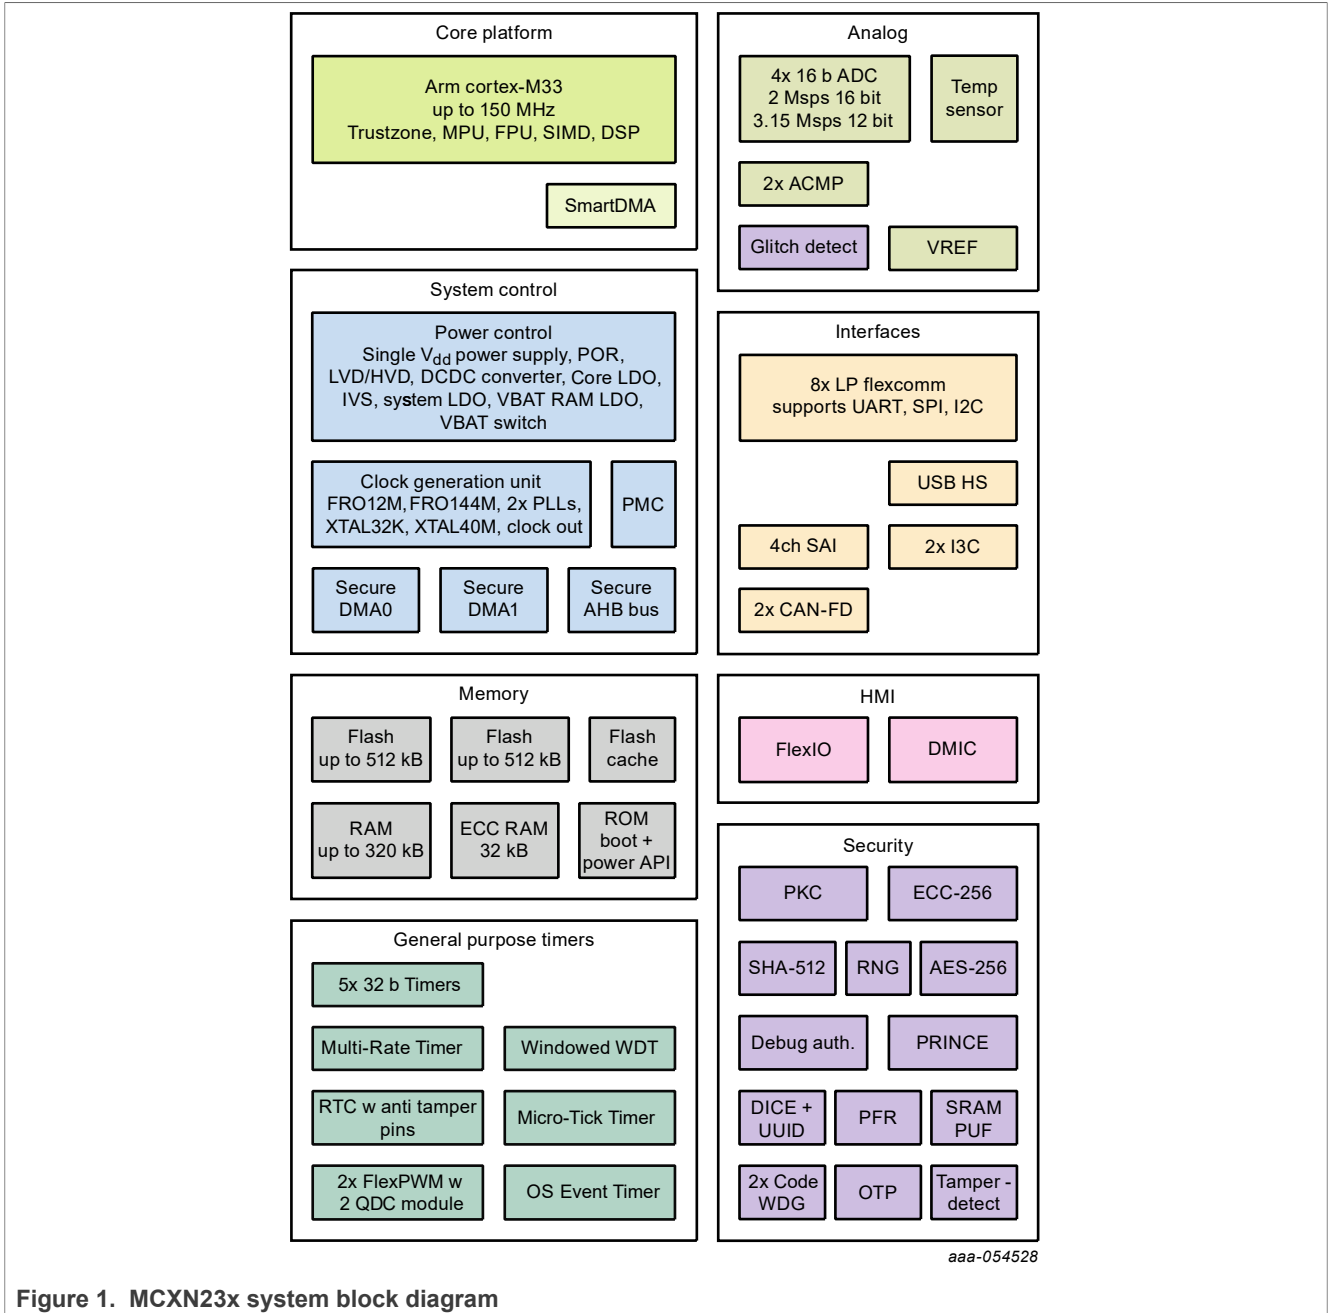 Core platform
Arm cortex-M33
up to 150 MHz
Trustzone, MPU, FPU, SIMD, DSP
SmartDMA
System control
Power control
Single Vdd power supply, POR,
LVD/HVD, DCDC converter, Core LDO,
IVS, system LDO, VBAT RAM LDO,
VBAT switch
Clock generation unit
FRO12M, FRO144M, 2x PLLs,
XTAL32K, XTAL40M, clock out
PMC
Secure
DMA0
Secure
DMA1
Secure
AHB bus
Memory
Flash
up to 512 kB
Flash
up to 512 kB
Flash
cache
RAM
up to 320 kB
ECC RAM
32 kB
ROM
boot +
power API
General purpose timers
5x 32 b Timers
Multi-Rate Timer
Windowed WDT
RTC w anti tamper
pins
Micro-Tick Timer
2x FlexPWM w
2 QDC module
OS Event Timer
Analog
4x 16 b ADC
2 Msps 16 bit
3.15 Msps 12 bit
Temp
sensor
2x ACMP
Glitch detect
VREF
Interfaces
8x LP flexcomm
supports UART, SPI, I2C
USB HS
4ch SAI
2x I3C
2x CAN-FD
HMI
FlexIO
DMIC
Security
PKC
ECC-256
SHA-512
RNG
AES-256
Debug auth.
PRINCE
DICE +
UUID
PFR
SRAM
PUF
2x Code
WDG
OTP
Tamper -
detect
aaa-054528
Figure 1. MCXN23x system block diagram